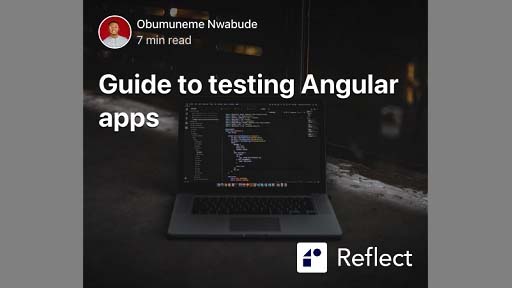 Obumuneme Nwabude
7 min read
Guide to testing Angular
apps
Reflect